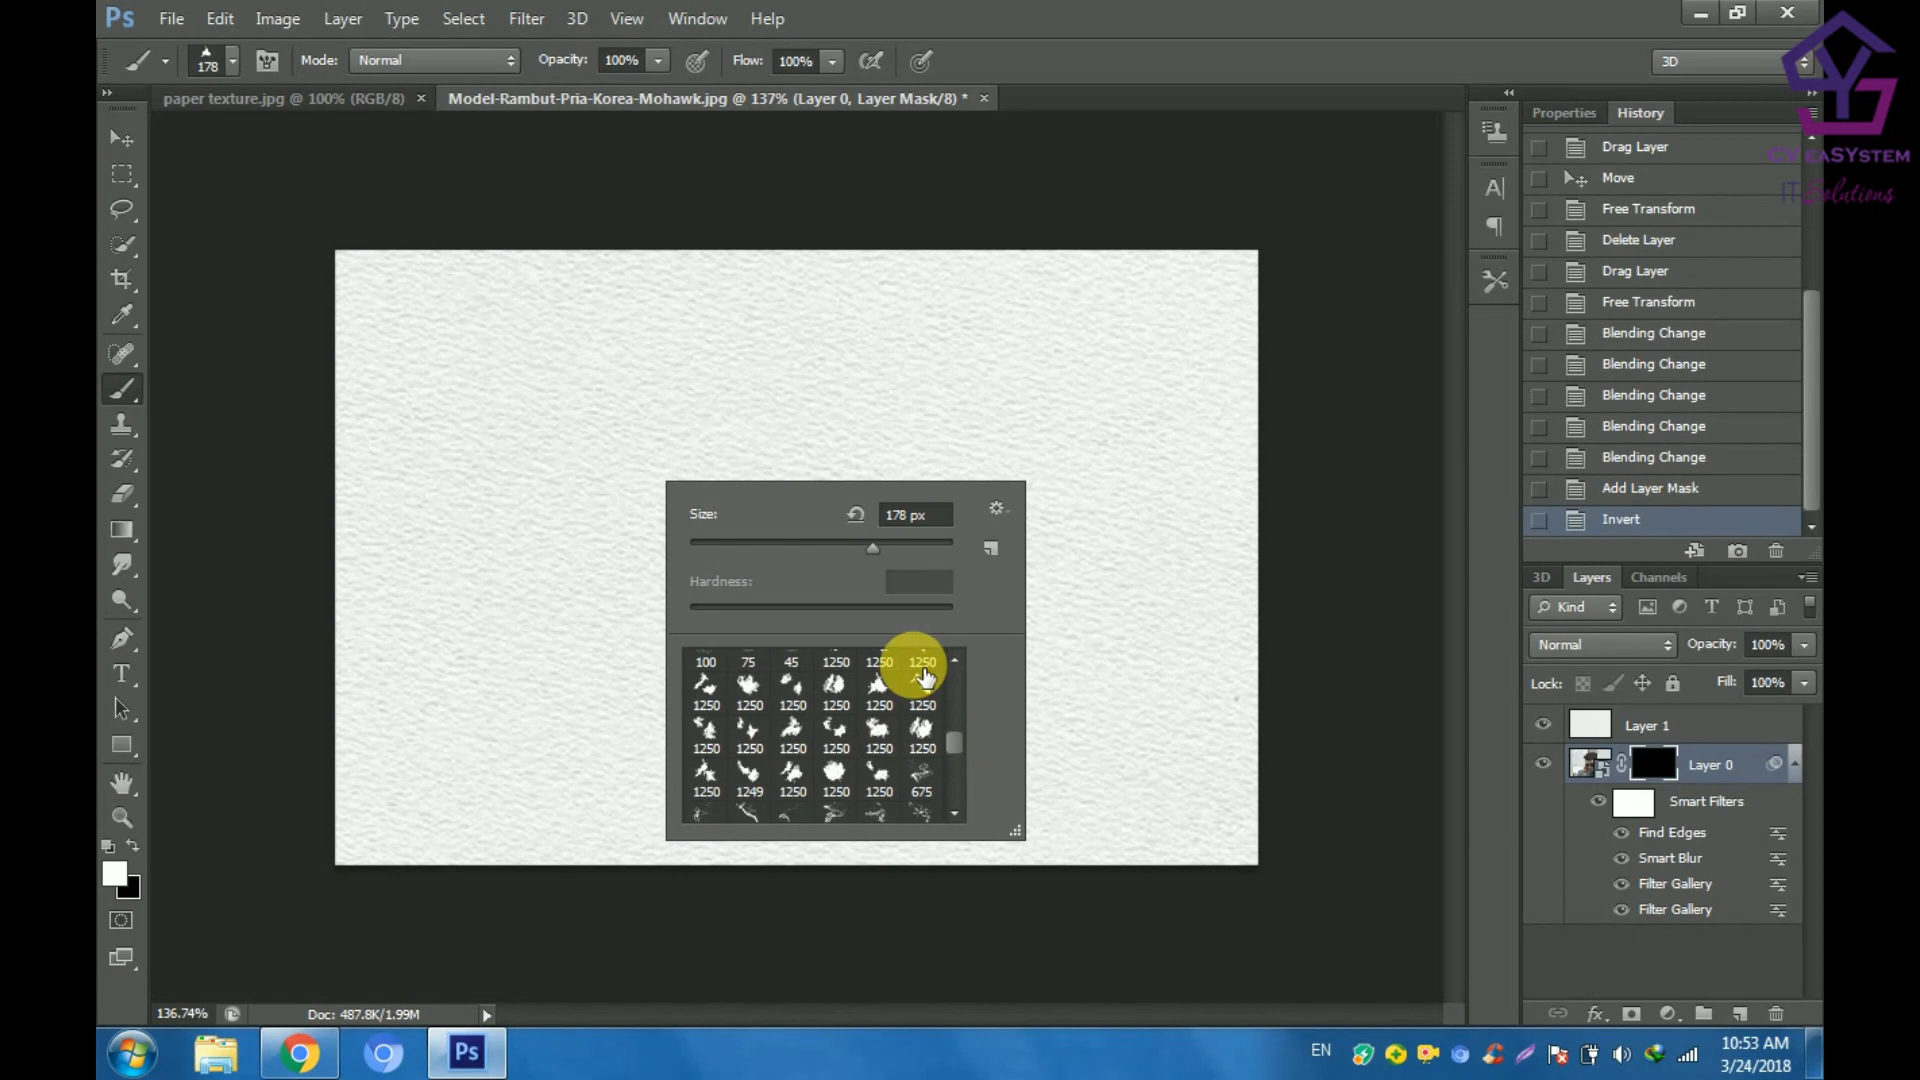 Ps File Edit Image Layer Type Select Filter 3D View Window Help
178 Mode: Normal Opacity: 100% Flow: 100% 3D
paper texture.jpg @ 100% (RGB/8) × Model-Rambut-Pria-Korea-Mohawk.jpg @ 137% (Layer 0, Layer Mask/8) * ×
Properties History
CV eaSYstem
IT Solutions
Drag Layer
Move
Free Transform
Delete Layer
Drag Layer
Free Transform
Blending Change
Blending Change
Blending Change
Blending Change
Blending Change
Add Layer Mask
Invert
Size: 178 px
Hardness:
100 75 45 1250 1250 1250
1250 1250 1250 1250 1250 1250
1250 1250 1250 1250 1250 1250
1250 1249 1250 1250 1250 675
3D Layers Channels
Kind
Normal Opacity: 100%
Lock: Fill: 100%
Layer 1
Layer 0
Smart Filters
Find Edges
Smart Blur
Filter Gallery
Filter Gallery
fx
136.74% Doc: 487.8K/1.99M
Ps EN 10:53 AM
3/24/2018